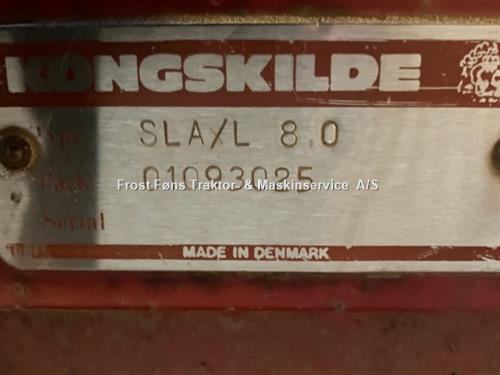 KONGSKILDE
Type SLA/L 8.0
Pack 01093025
Frost Føns Traktor & Maskinservice A/S
Serial
MADE IN DENMARK